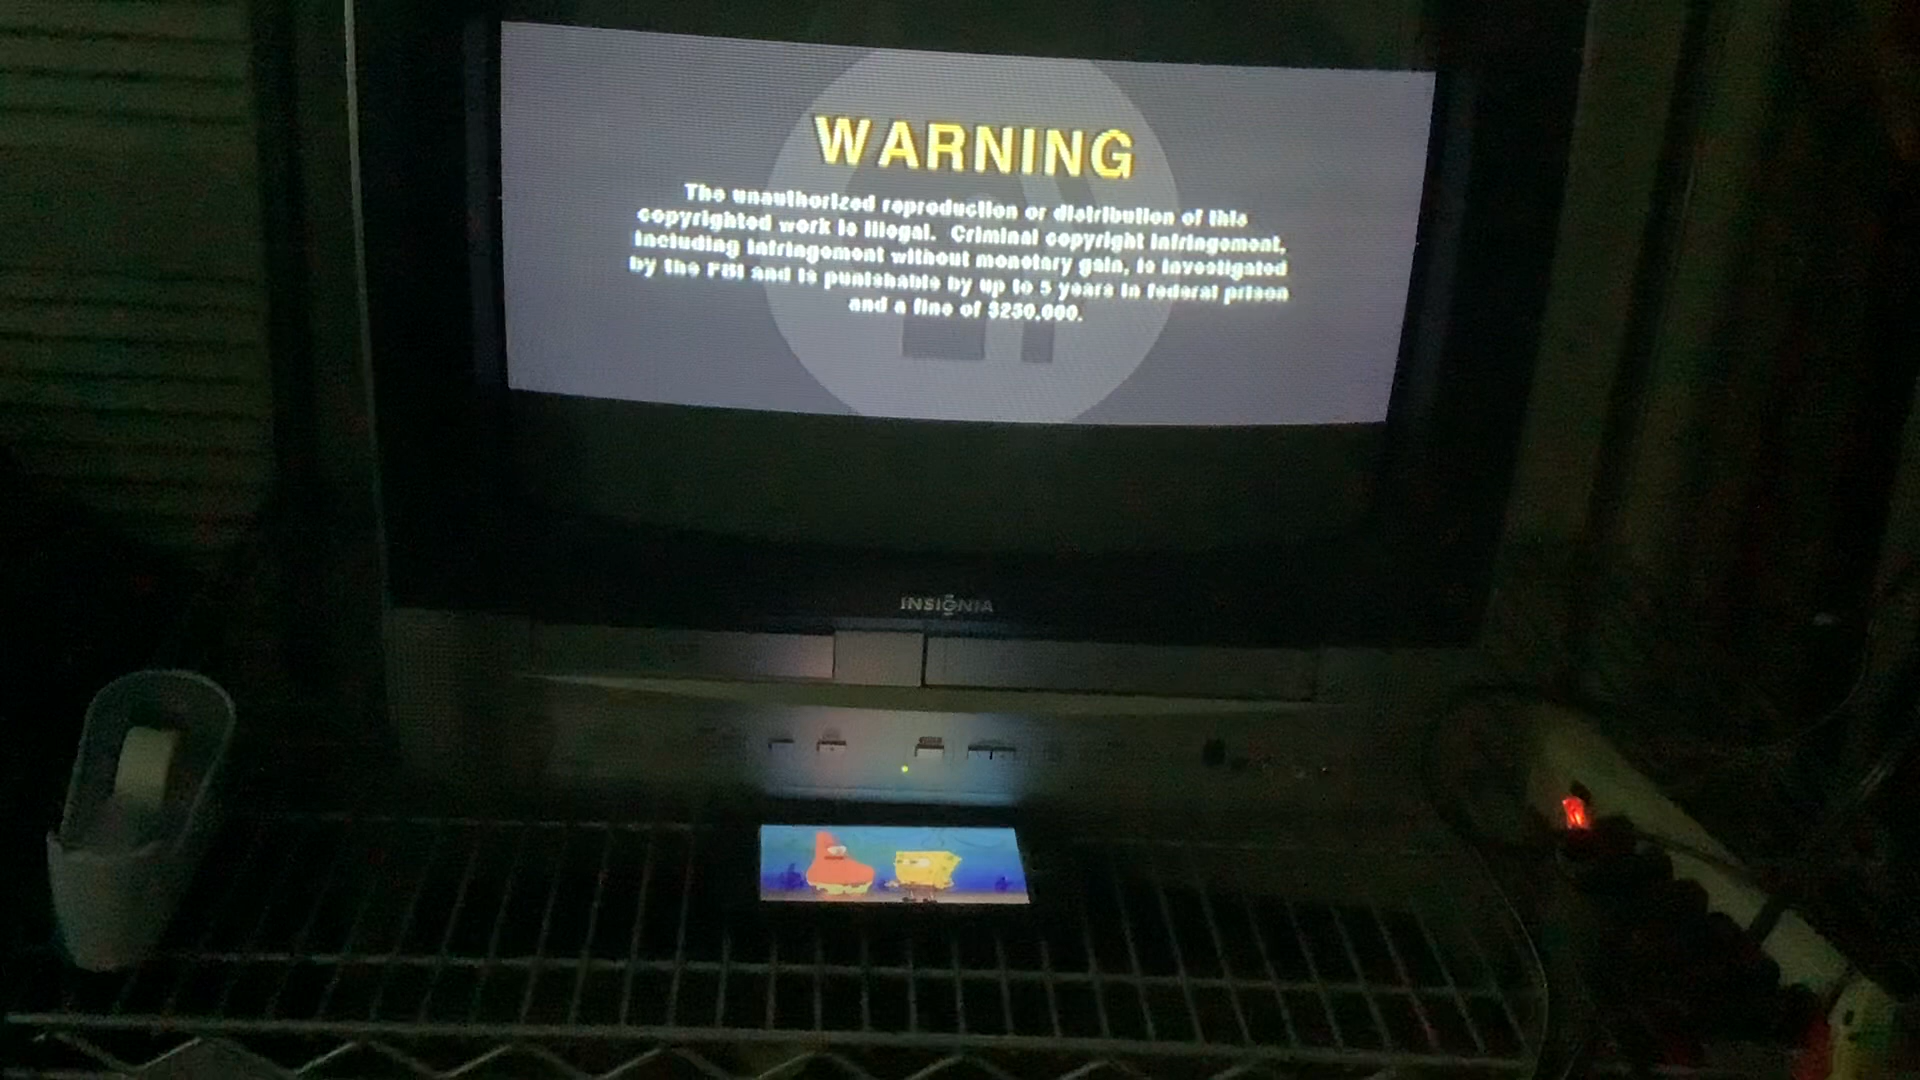 WARNING
The unauthorized reproduction or distribution of this
copyrighted work is illegal. Criminal copyright infringement,
including infringement without monetary gain, is investigated
by the FBI and is punishable by up to 5 years in federal prison
and a fine of $250,000.
INSIGNIA